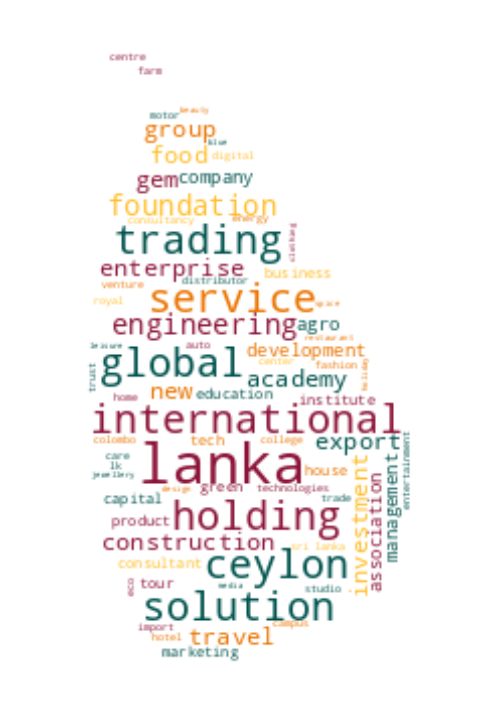 centre
farm
motor beauty
group blue
food digital
gem company
foundation
consultancy energy
trading clothing
enterprise business
venture distributor
royal service spice
engineering agro
restaurant
leisure auto development
global center fashion
trust academy holiday
new education
home institute
international
colombo tech college export
care lanka house entertainment
lk
jewellery management
design green technologies investment association
capital trade
product holding
construction sri lanka
consultant ceylon
eco tour media studio
solution
import campus
hotel travel
marketing